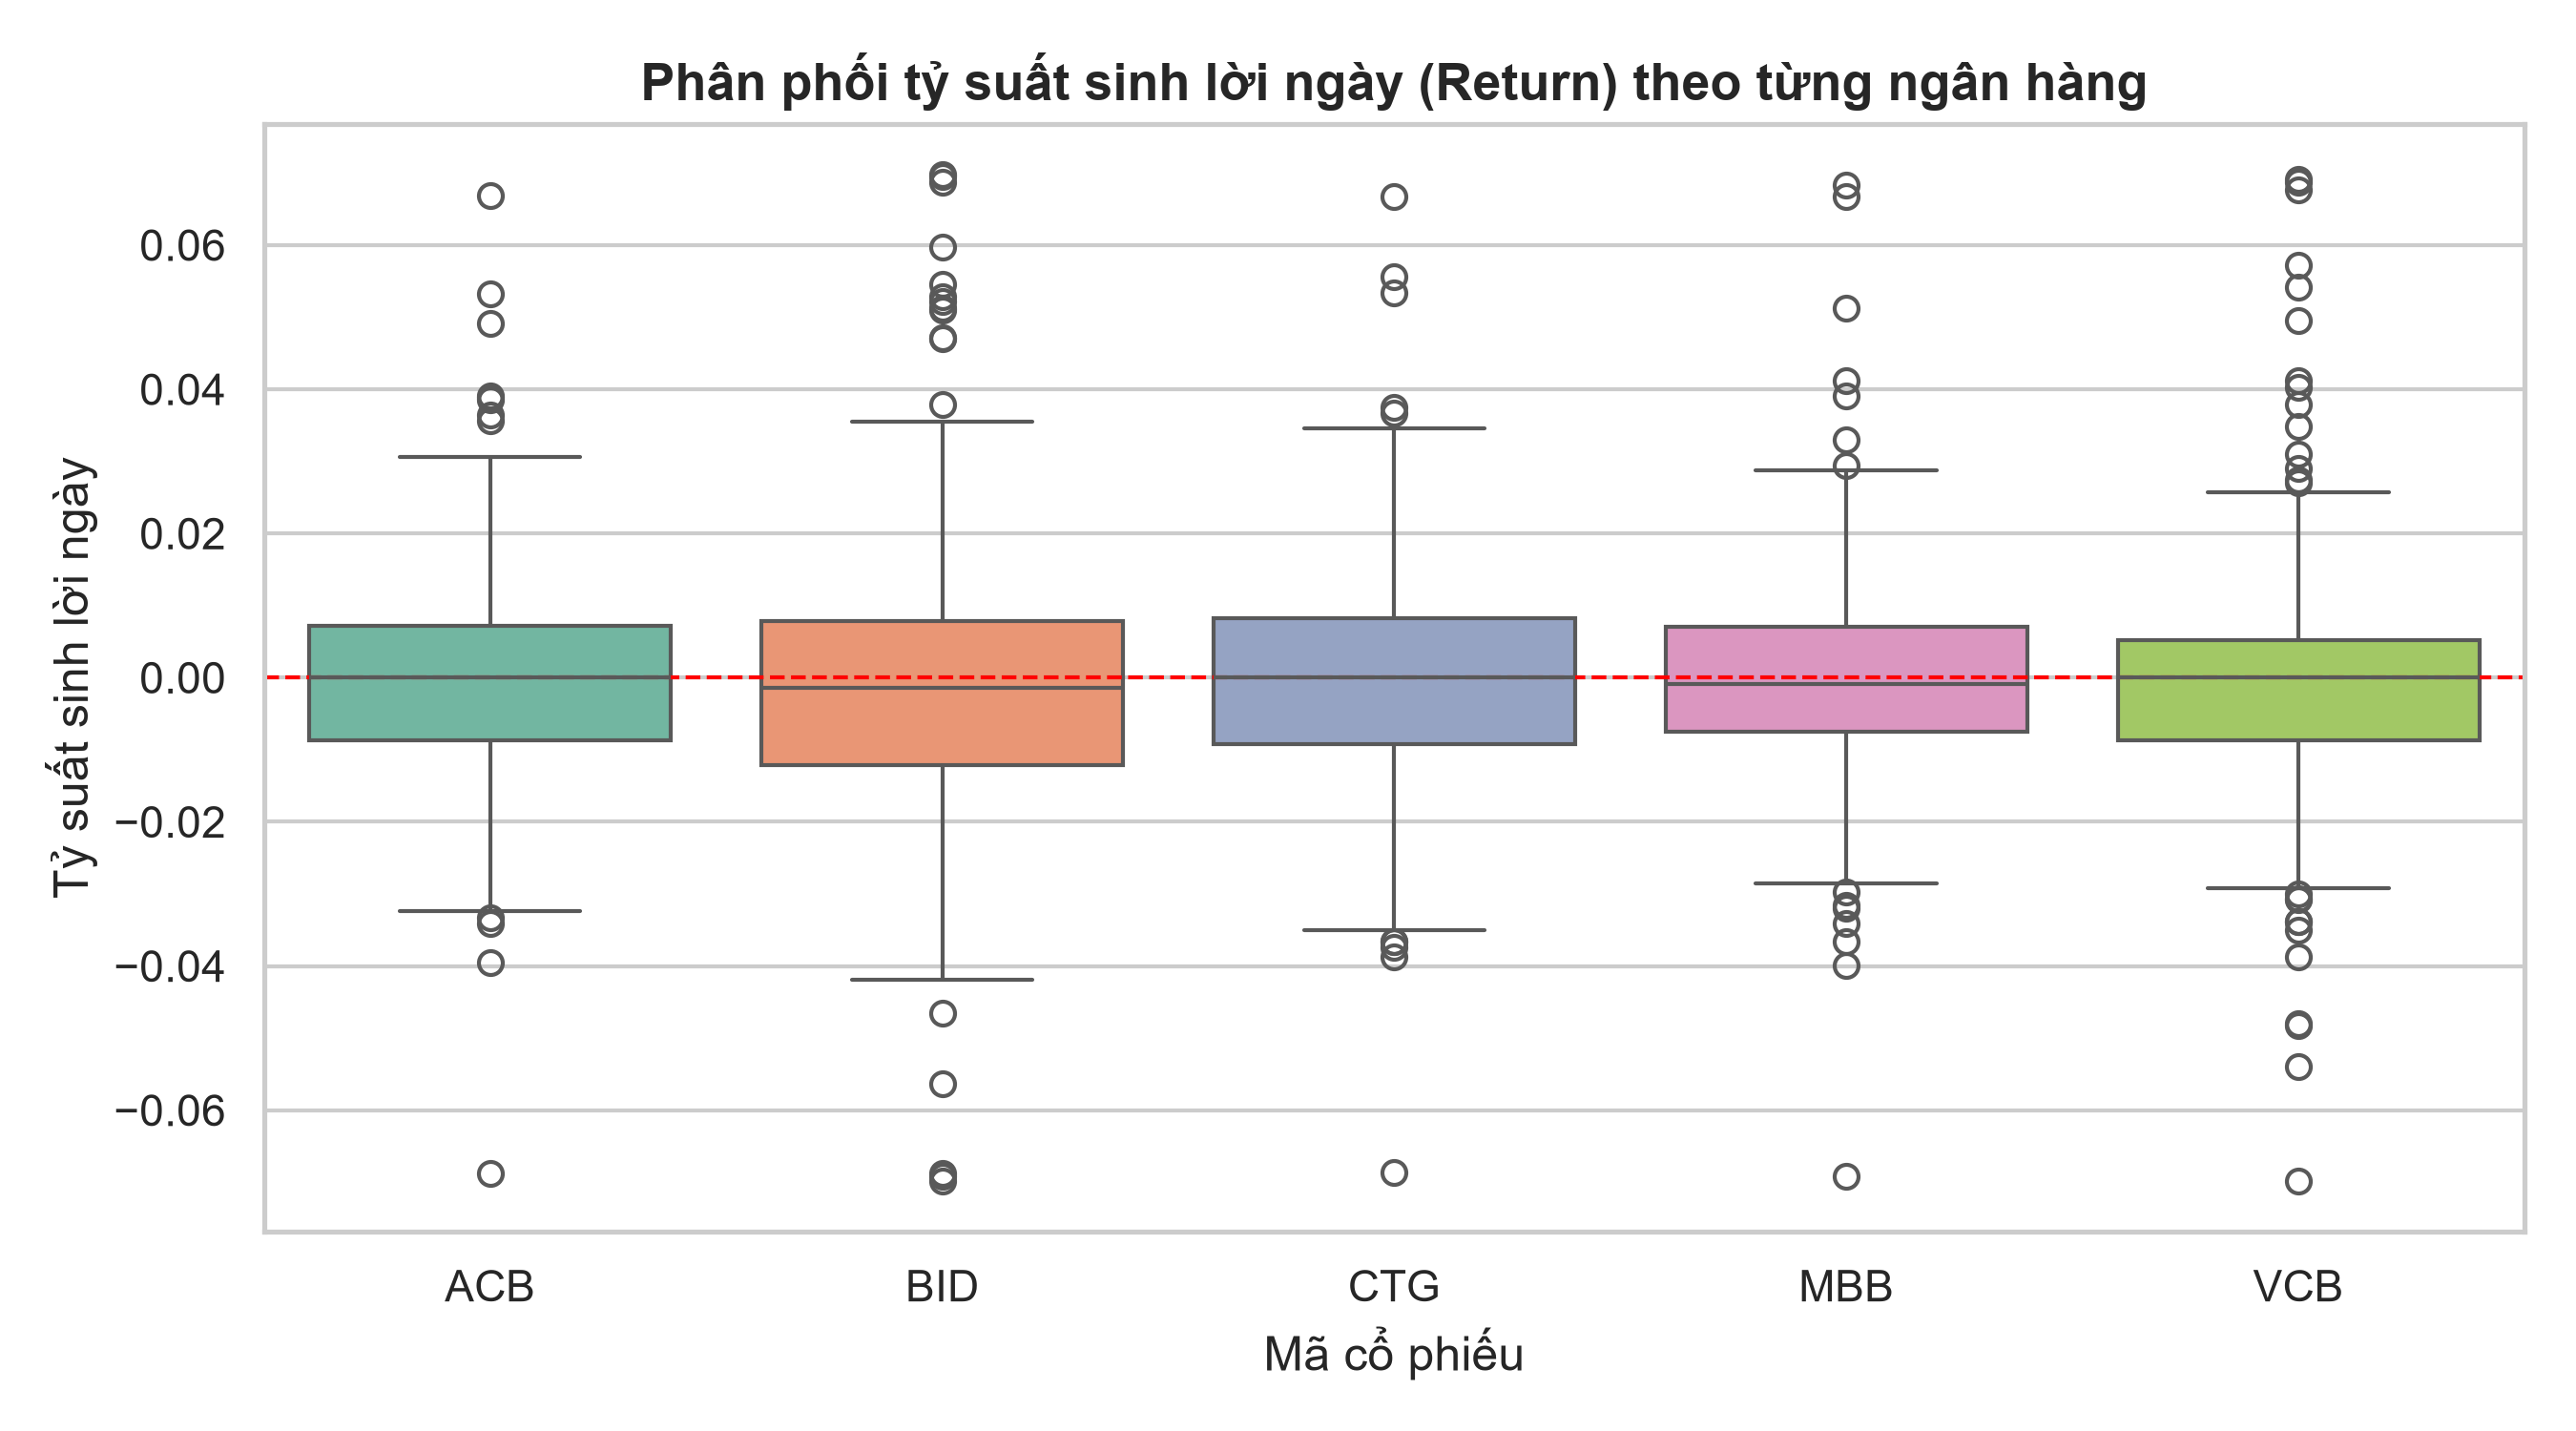 Phân phối tỷ suất sinh lời ngày (Return) theo từng ngân hàng
Tỷ suất sinh lời ngày
0.06
0.04
0.02
0.00
−0.02
−0.04
−0.06
ACB BID CTG MBB VCB
Mã cổ phiếu